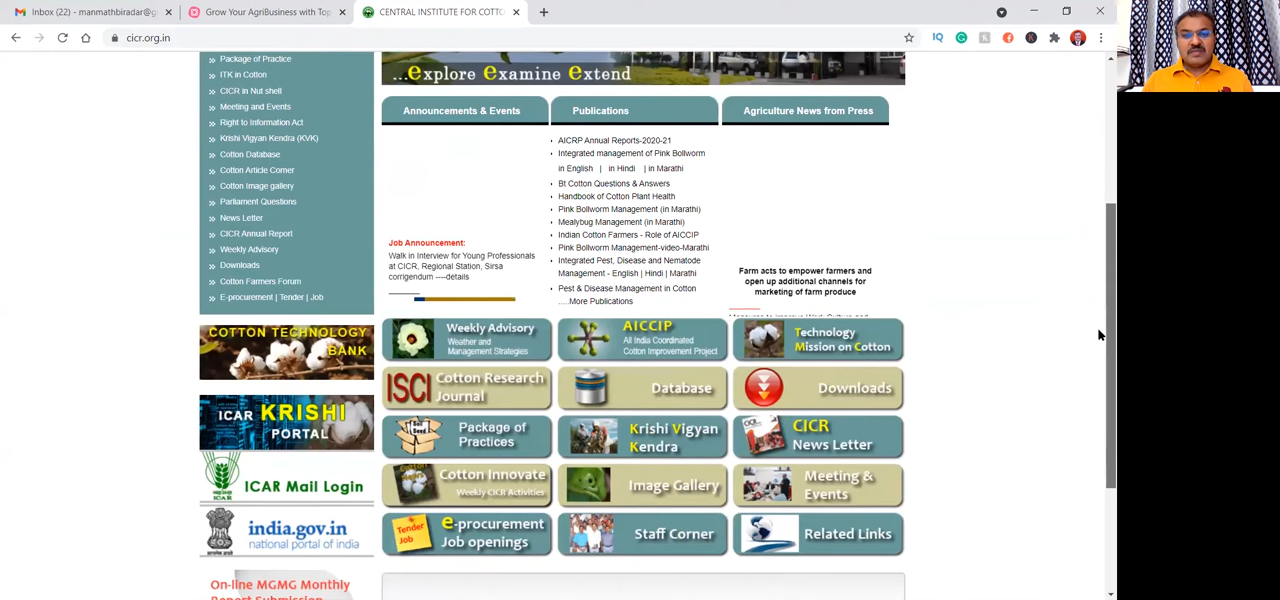 Inbox (22) - manmathbiradar@g
Grow Your AgriBusiness with Top
CENTRAL INSTITUTE FOR COTTO
cicr.org.in
Package of Practice
ITK in Cotton
CICR in Nut shell
Meeting and Events
Right to Information Act
Krishi Vigyan Kendra (KVK)
Cotton Database
Cotton Article Corner
Cotton Image gallery
Parliament Questions
News Letter
CICR Annual Report
Weekly Advisory
Downloads
Cotton Farmers Forum
E-procurement | Tender | Job
COTTON TECHNOLOGY
BANK
ICAR KRISHI
PORTAL
ICAR
ICAR Mail Login
india.gov.in
national portal of india
On-line MGMG Monthly
Report Submission
...explore examine extend
Announcements & Events
Job Announcement:
Walk in Interview for Young Professionals
at CICR, Regional Station, Sirsa
corrigendum ----details
Publications
AICRP Annual Reports-2020-21
Integrated management of Pink Bollworm
in English | in Hindi | in Marathi
Bt Cotton Questions & Answers
Handbook of Cotton Plant Health
Pink Bollworm Management (in Marathi)
Mealybug Management (in Marathi)
Indian Cotton Farmers - Role of AICCIP
Pink Bollworm Management-video-Marathi
Integrated Pest, Disease and Nematode
Management - English | Hindi | Marathi
Pest & Disease Management in Cotton
.....More Publications
Agriculture News from Press
Farm acts to empower farmers and
open up additional channels for
marketing of farm produce
Weekly Advisory
Weather and
Management Strategies
AICCIP
All India Coordinated
Cotton Improvement Project
Technology
Mission on Cotton
ISCI Cotton Research
Journal
Database
Downloads
Package of
Practices
Krishi Vigyan
Kendra
CICR
News Letter
Cotton Innovate
Weekly CICR Activities
Image Gallery
Meeting &
Events
Tender
Job
e-procurement
Job openings
Staff Corner
Related Links